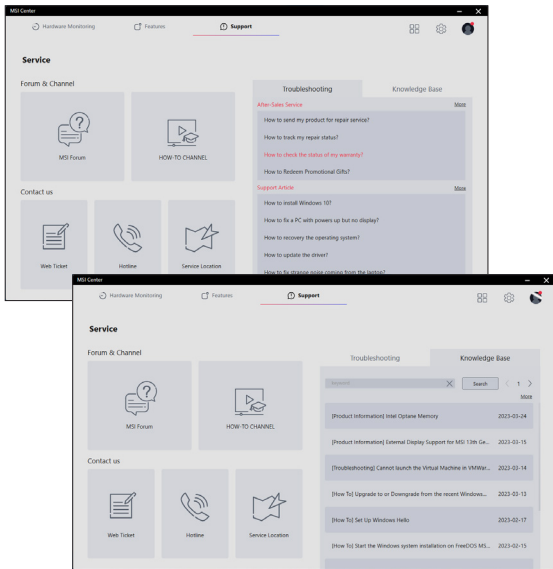 MSI Center
Hardware Monitoring
Features
Support
Service
Forum & Channel
MSI Forum
HOW-TO CHANNEL
Contact us
Web Ticket
Hotline
Service Location
Troubleshooting
Knowledge Base
After-Sales Service
More
How to send my product for repair service?
How to track my repair status?
How to check the status of my warranty?
How to Redeem Promotional Gifts?
Support Article
More
How to install Windows 10?
How to fix a PC with powers up but no display?
How to recovery the operating system?
How to update the driver?
How to fix strange noise coming from the laptop?
MSI Center
Hardware Monitoring
Features
Support
Service
Forum & Channel
MSI Forum
HOW-TO CHANNEL
Contact us
Web Ticket
Hotline
Service Location
Troubleshooting
Knowledge Base
Keyword
Search
1
More
[Product Information] Intel Optane Memory 2023-03-24
[Product Information] External Display Support for MSI 13th Ge... 2023-03-15
[Troubleshooting] Cannot launch the Virtual Machine in VMWar... 2023-03-14
[How To] Upgrade to or Downgrade from the recent Windows... 2023-03-13
[How To] Set Up Windows Hello 2023-02-17
[How To] Start the Windows system installation on FreeDOS MS... 2023-02-15